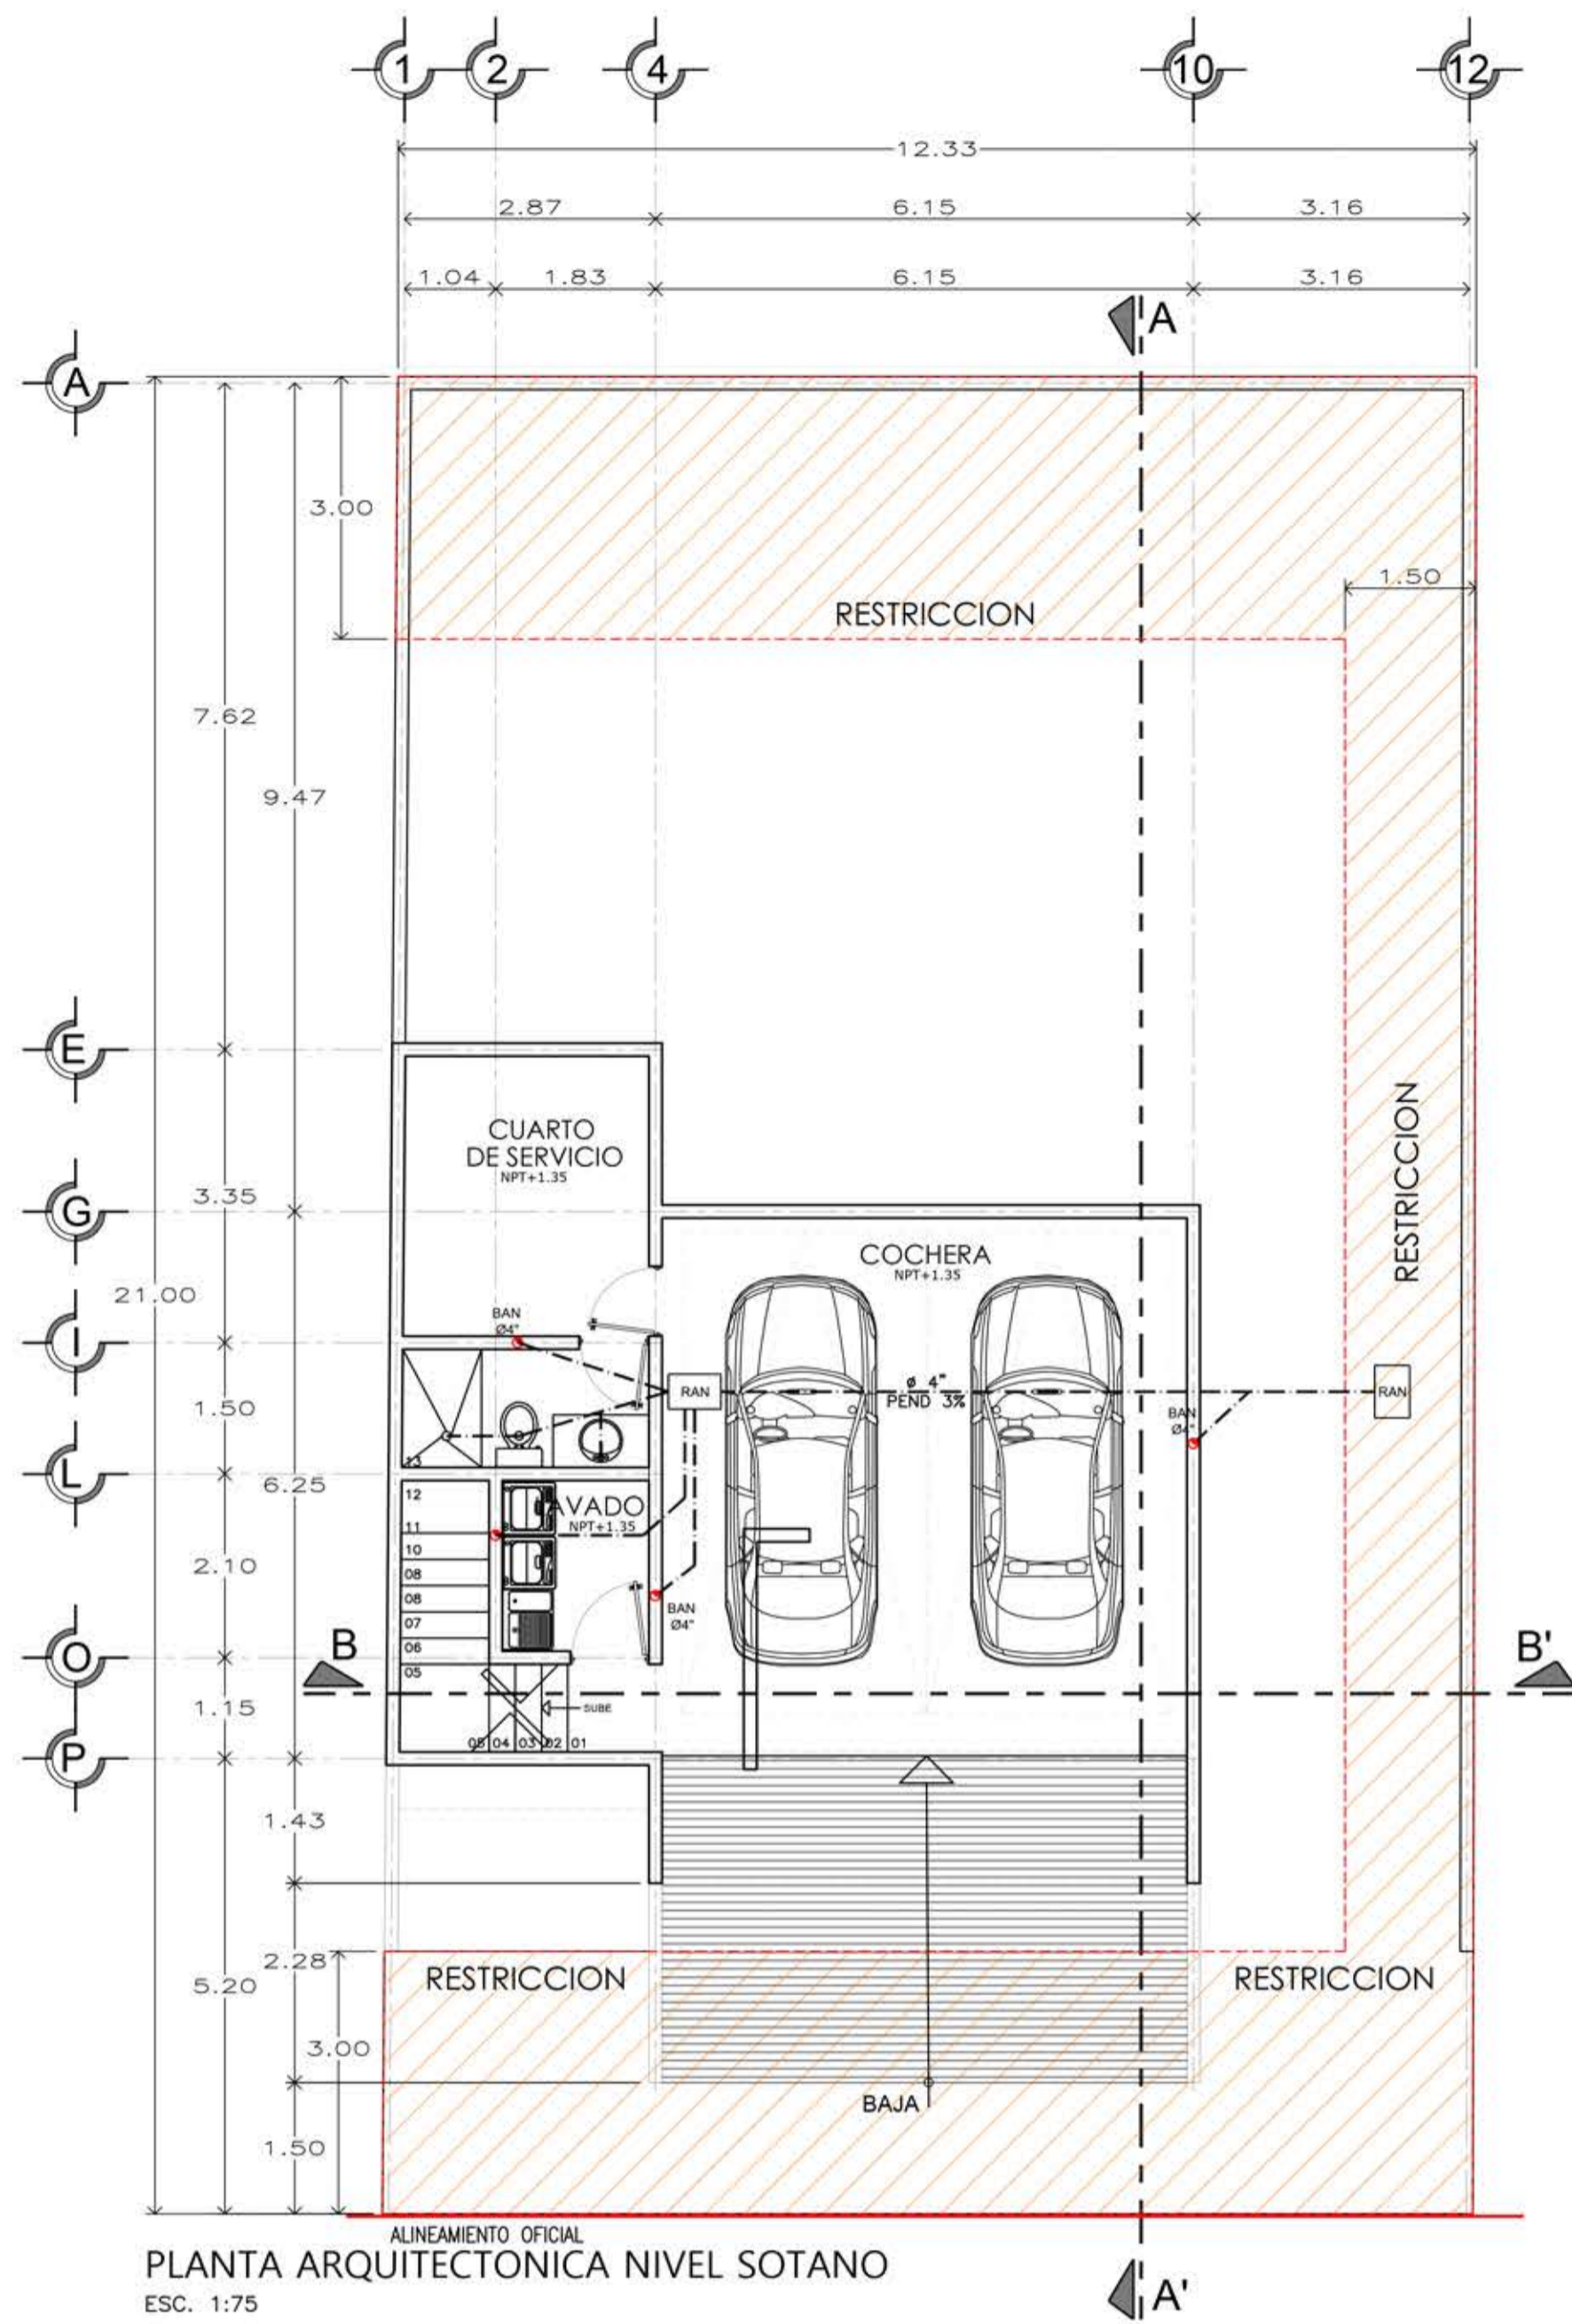 1 2 4 10 12
12.33
2.87 6.15 3.16
1.04 1.83 6.15 3.16
A
A
3.00
1.50
RESTRICCION
7.62
9.47
E
RESTRICCION
CUARTO
DE SERVICIO
NPT+1.35
G
3.35
COCHERA
NPT+1.35
21.00
BAN
Ø4"
I
RAN
ø 4"
PEND 3%
RAN
1.50
BAN
Ø4"
L
6.25
13
12
11
10
08
08
07
06
05
AVADO
NPT+1.35
2.10
BAN
Ø4"
O
B
B'
1.15
SUBE
05 04 03 02 01
P
1.43
2.28
5.20
RESTRICCION
RESTRICCION
3.00
BAJA
1.50
ALINEAMIENTO OFICIAL
PLANTA ARQUITECTONICA NIVEL SOTANO
ESC. 1:75
A'